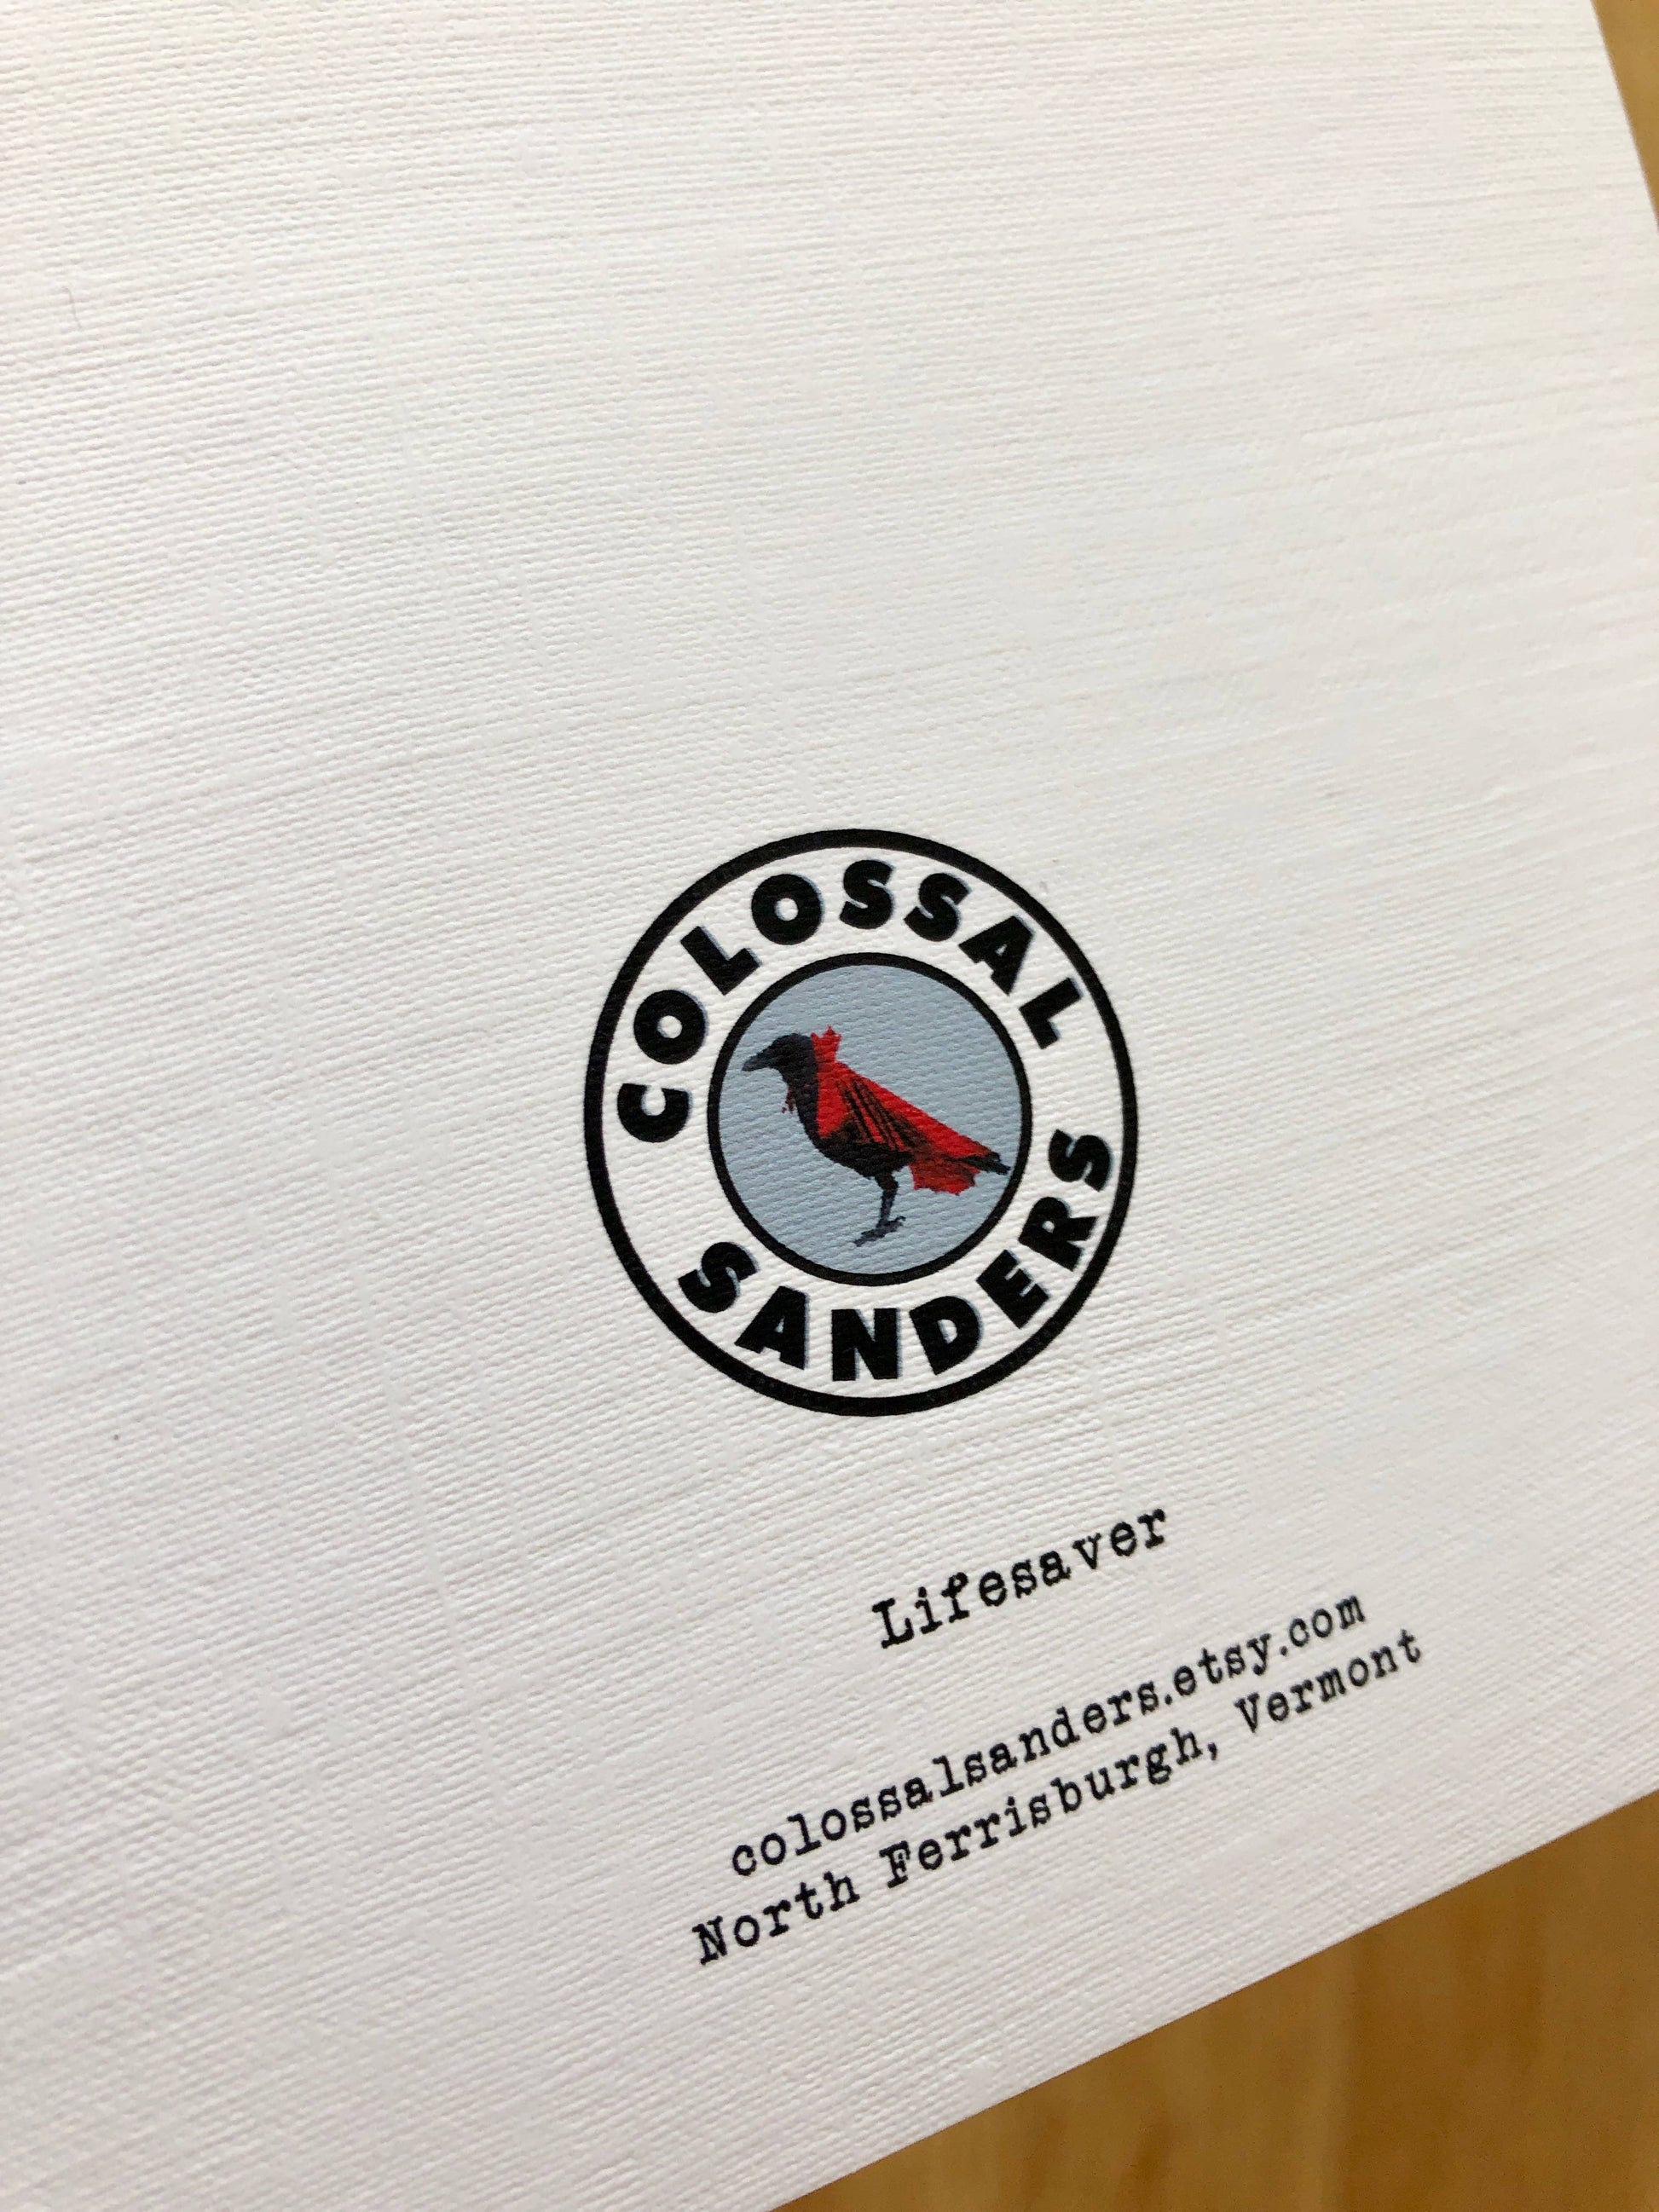 COLOSSAL
SANDERS
Lifesaver
colossalsanders.etsy.com
North Ferrisburgh, Vermont